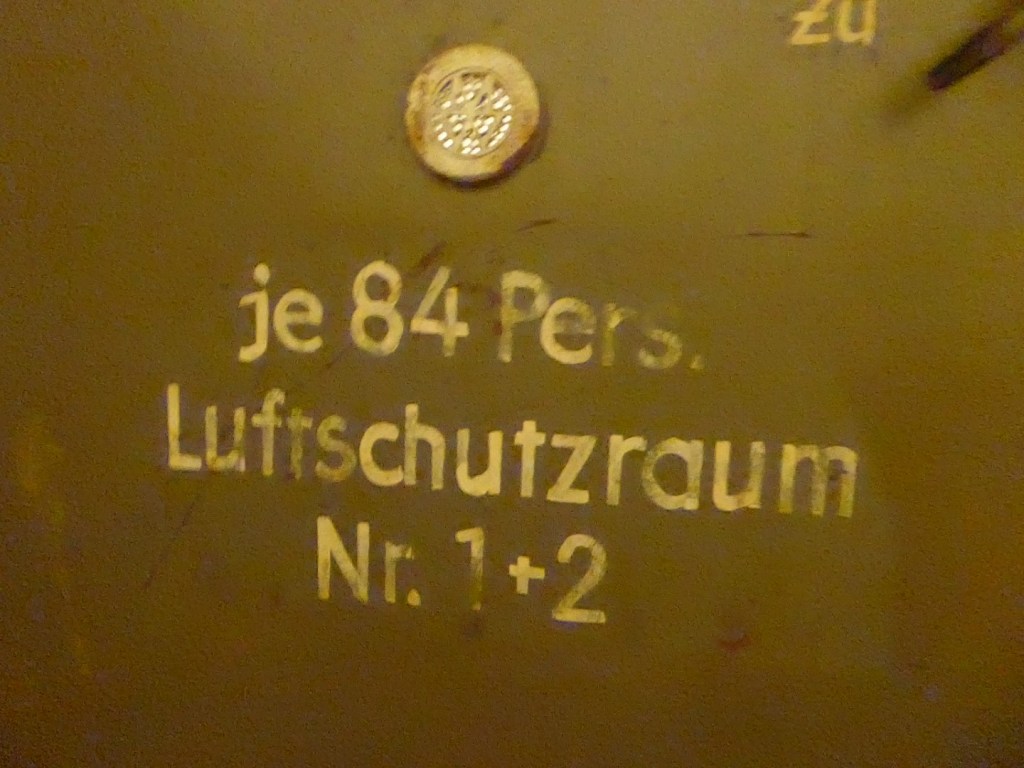 zu
je 84 Pers.
Luftschutzraum
Nr. 1+2